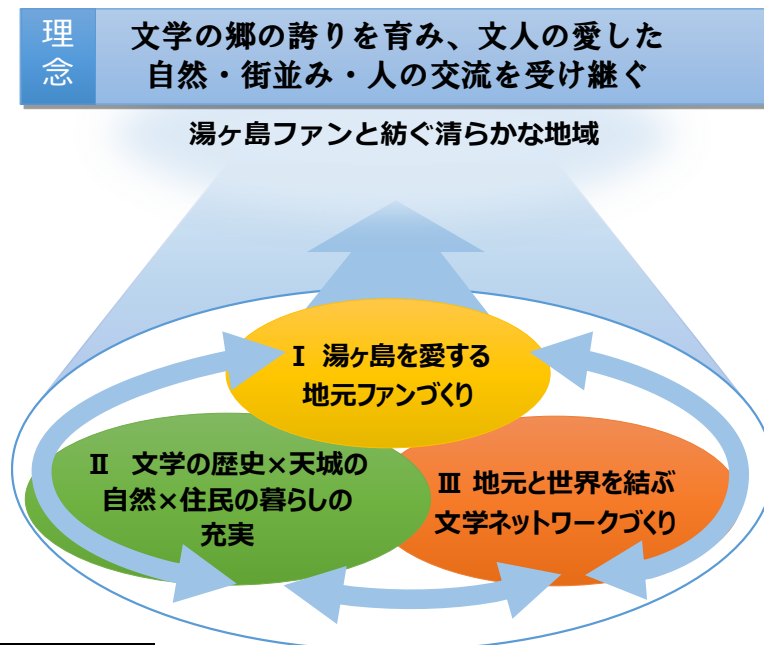 理念
文学の郷の誇りを育み、文人の愛した
自然・街並み・人の交流を受け継ぐ
湯ヶ島ファンと紡ぐ清らかな地域
Ⅰ 湯ヶ島を愛する
地元ファンづくり
Ⅱ 文学の歴史×天城の
自然×住民の暮らしの
充実
Ⅲ 地元と世界を結ぶ
文学ネットワークづくり